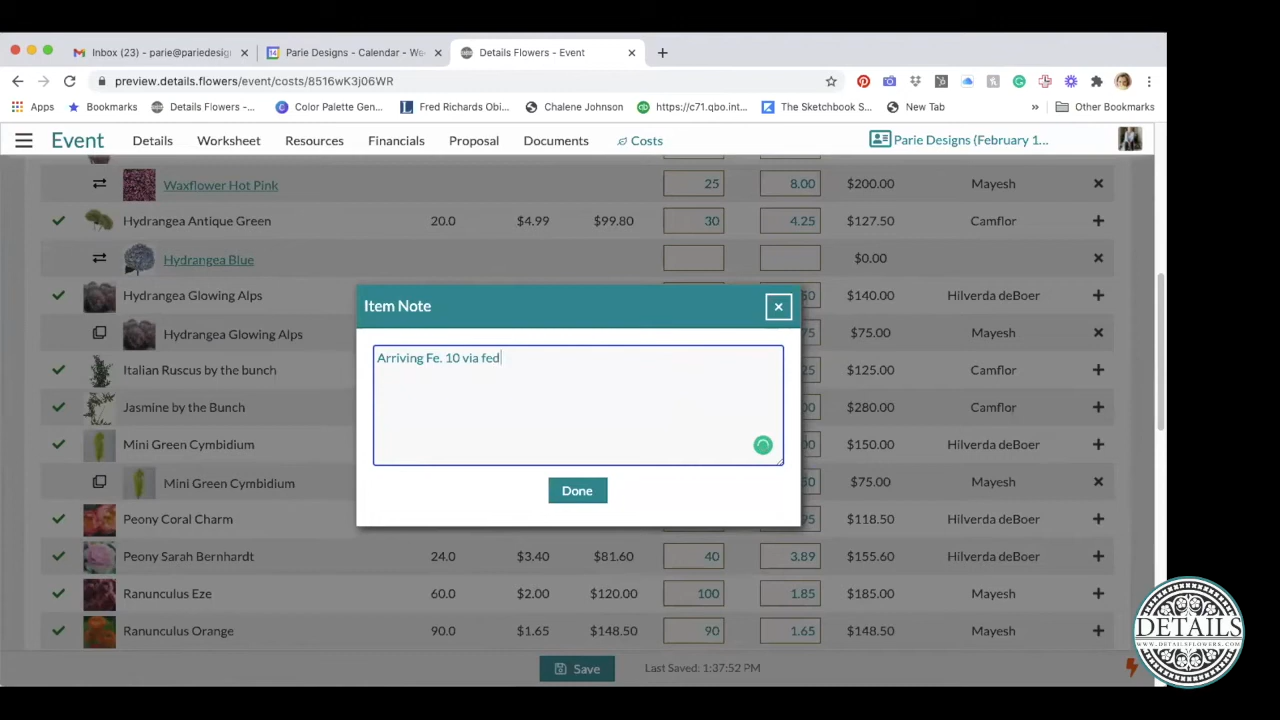 Inbox (23) - parie@pariedesig
Parie Designs - Calendar - We
Details Flowers - Event
preview.details.flowers/event/costs/8516wK3j06WR
Apps Bookmarks Details Flowers -... Color Palette Gen... Fred Richards Obi... Chalene Johnson https://c71.qbo.int... The Sketchbook S... New Tab » Other Bookmarks
Event Details Worksheet Resources Financials Proposal Documents Costs Parie Designs (February 1...
Waxflower Hot Pink 25 8.00 $200.00 Mayesh
Hydrangea Antique Green 20.0 $4.99 $99.80 30 4.25 $127.50 Camflor
Hydrangea Blue $0.00
Item Note
Hydrangea Glowing Alps 50 $140.00 Hilverda deBoer
Hydrangea Glowing Alps 75 $75.00 Mayesh
Arriving Fe. 10 via fed
Italian Ruscus by the bunch 25 $125.00 Camflor
Jasmine by the Bunch 00 $280.00 Camflor
Mini Green Cymbidium 00 $150.00 Hilverda deBoer
Mini Green Cymbidium 50 $75.00 Mayesh
Done
Peony Coral Charm 95 $118.50 Hilverda deBoer
Peony Sarah Bernhardt 24.0 $3.40 $81.60 40 3.89 $155.60 Hilverda deBoer
Ranunculus Eze 60.0 $2.00 $120.00 100 1.85 $185.00 Mayesh
Ranunculus Orange 90.0 $1.65 $148.50 90 1.65 $148.50 Mayesh
Save Last Saved: 1:37:52 PM
DETAILS
WWW.DETAILSFLOWERS.COM